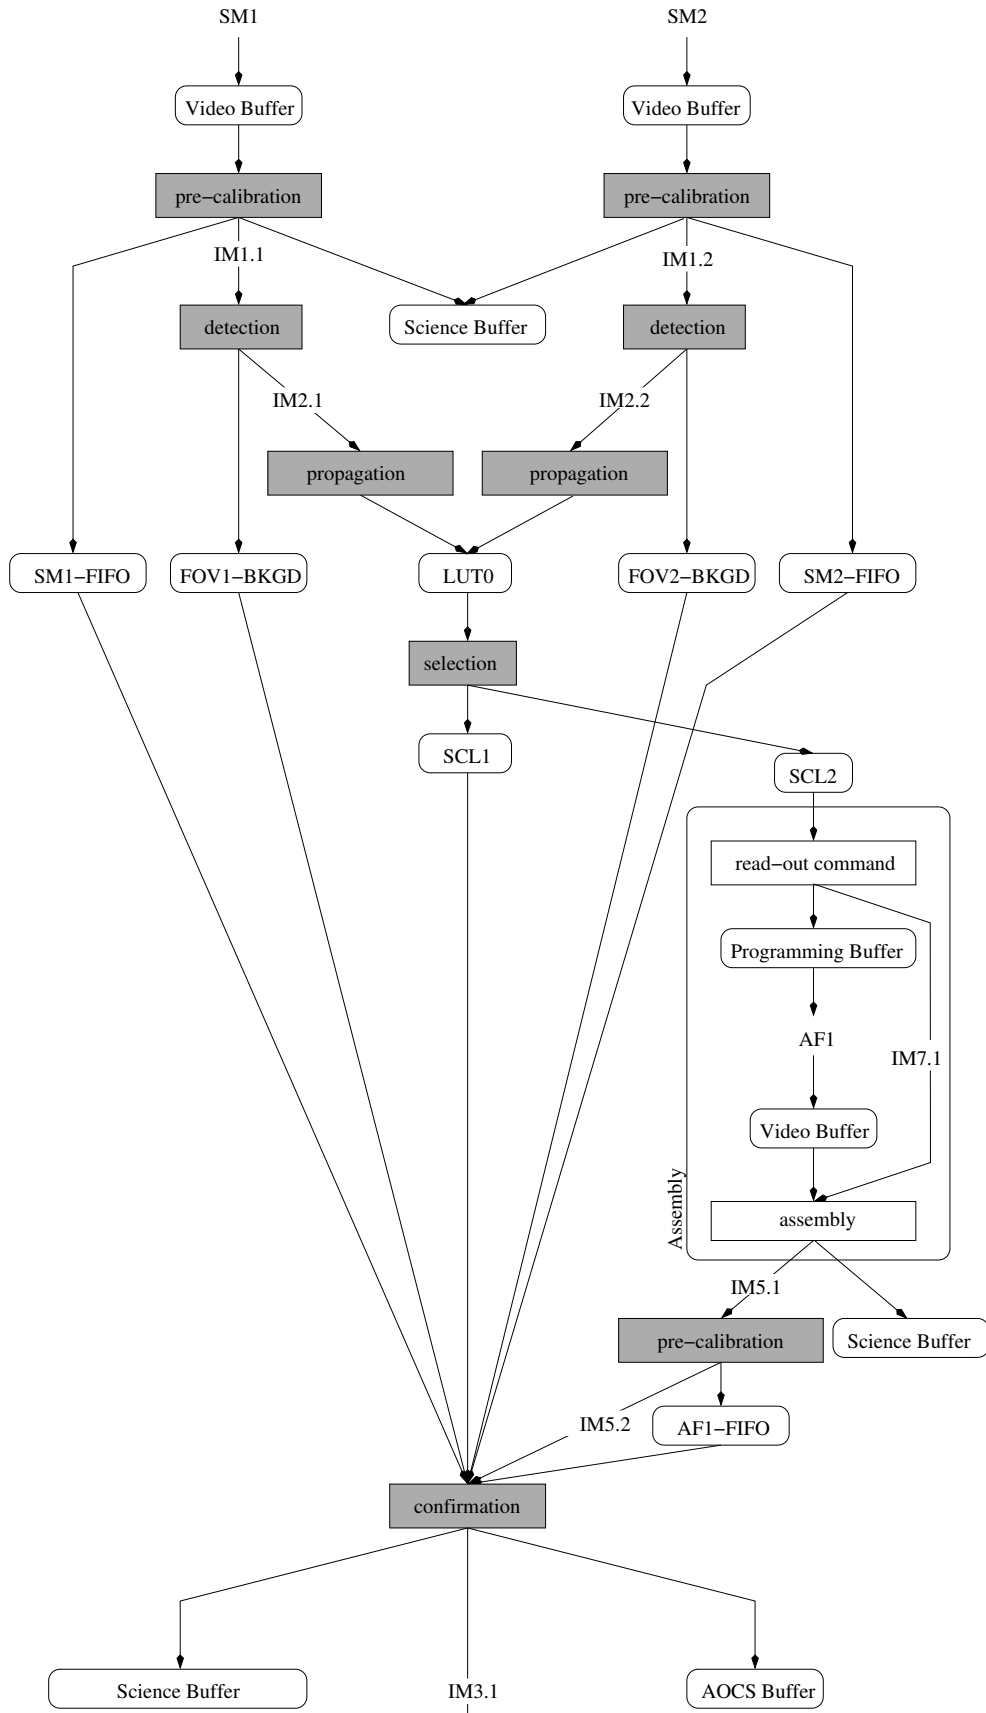 SM1
SM2
Video Buffer
Video Buffer
pre−calibration
pre−calibration
IM1.1
IM1.2
detection
Science Buffer
detection
IM2.1
IM2.2
propagation
propagation
SM1−FIFO
FOV1−BKGD
LUT0
FOV2−BKGD
SM2−FIFO
selection
SCL1
SCL2
read−out command
Programming Buffer
AF1
IM7.1
Video Buffer
Assembly
assembly
IM5.1
pre−calibration
Science Buffer
IM5.2
AF1−FIFO
confirmation
Science Buffer
IM3.1
AOCS Buffer